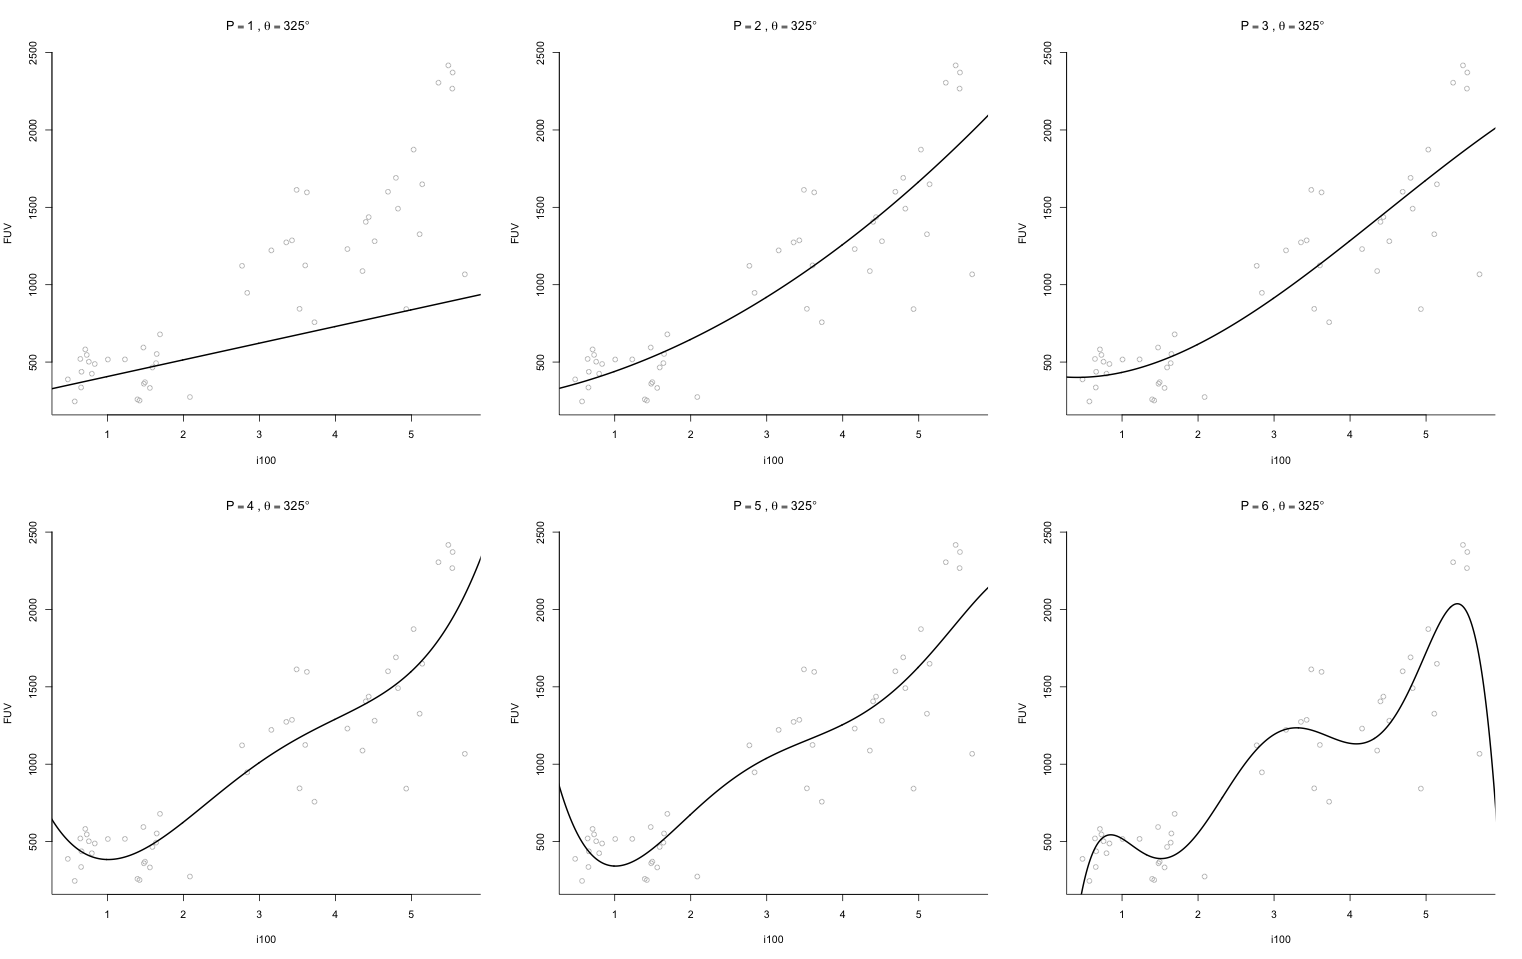 P = 1 , θ = 325°
FUV
2500
2000
1500
1000
500
1 2 3 4 5
i100
P = 2 , θ = 325°
FUV
2500
2000
1500
1000
500
1 2 3 4 5
i100
P = 3 , θ = 325°
FUV
2500
2000
1500
1000
500
1 2 3 4 5
i100
P = 4 , θ = 325°
FUV
2500
2000
1500
1000
500
1 2 3 4 5
i100
P = 5 , θ = 325°
FUV
2500
2000
1500
1000
500
1 2 3 4 5
i100
P = 6 , θ = 325°
FUV
2500
2000
1500
1000
500
1 2 3 4 5
i100